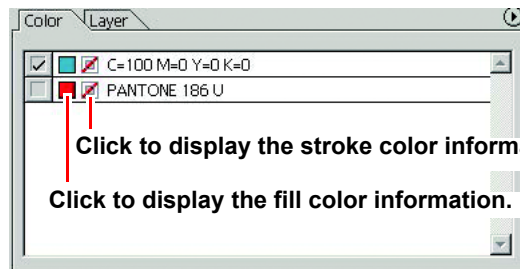 Color Layer
C=100 M=0 Y=0 K=0
PANTONE 186 U
Click to display the stroke color
Click to display the fill color information.